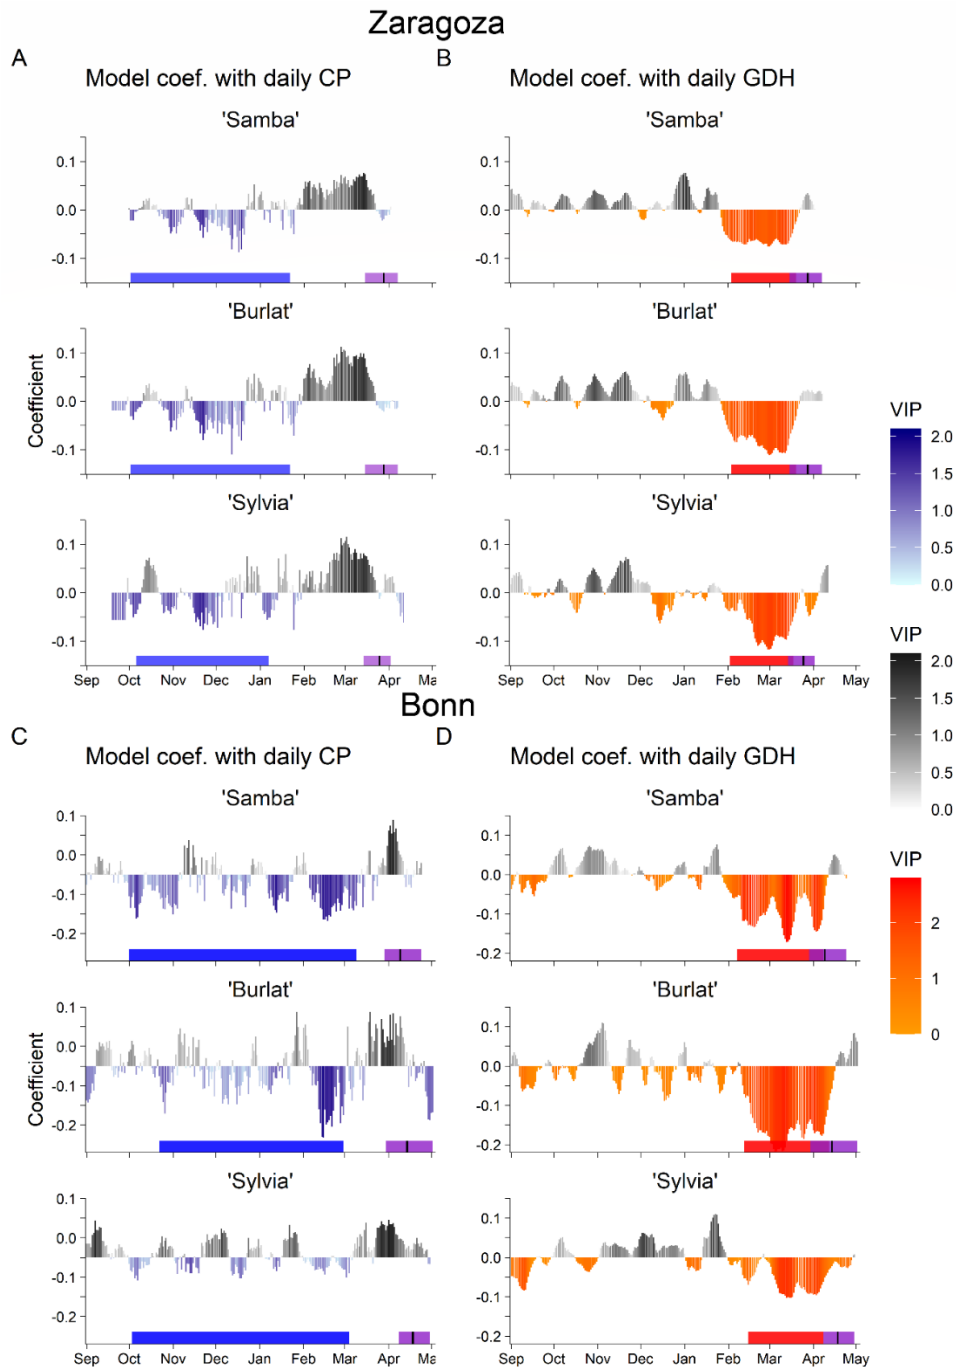 Zaragoza
A
B
Model coef. with daily CP
Model coef. with daily GDH
'Samba'
'Samba'
0.1
0.0
-0.1
0.1
0.0
-0.1
'Burlat'
'Burlat'
0.1
0.0
-0.1
0.1
0.0
-0.1
Coefficient
'Sylvia'
'Sylvia'
0.1
0.0
-0.1
0.1
0.0
-0.1
Sep Oct Nov Dec Jan Feb Mar Apr Ma
Sep Oct Nov Dec Jan Feb Mar Apr May
VIP
2.0
1.5
1.0
0.5
0.0
VIP
2.0
1.5
1.0
0.5
0.0
VIP
2
1
0
Bonn
C
D
Model coef. with daily CP
Model coef. with daily GDH
'Samba'
'Samba'
0.1
0.0
-0.1
-0.2
0.1
0.0
-0.1
-0.2
'Burlat'
'Burlat'
0.1
0.0
-0.1
-0.2
0.1
0.0
-0.1
-0.2
Coefficient
'Sylvia'
'Sylvia'
0.1
0.0
-0.1
-0.2
0.1
0.0
-0.1
-0.2
Sep Oct Nov Dec Jan Feb Mar Apr Ma
Sep Oct Nov Dec Jan Feb Mar Apr May